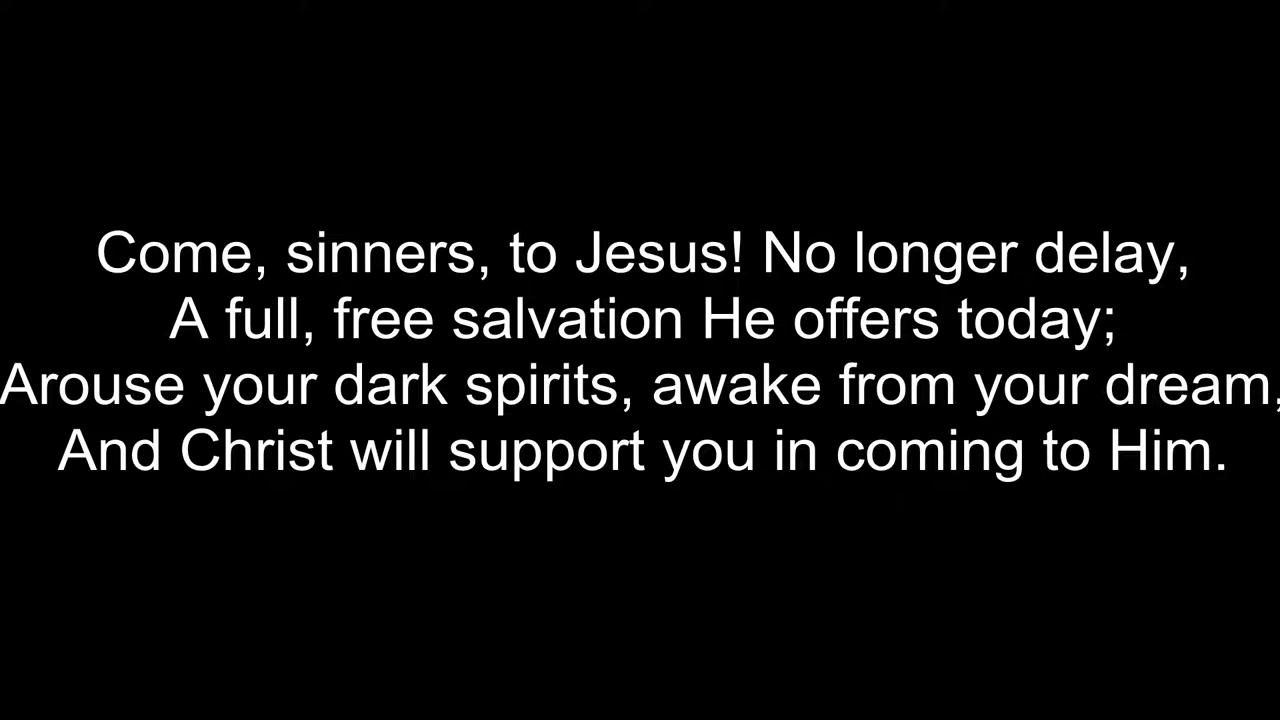 Come, sinners, to Jesus! No longer delay,
A full, free salvation He offers today;
Arouse your dark spirits, awake from your dream,
And Christ will support you in coming to Him.